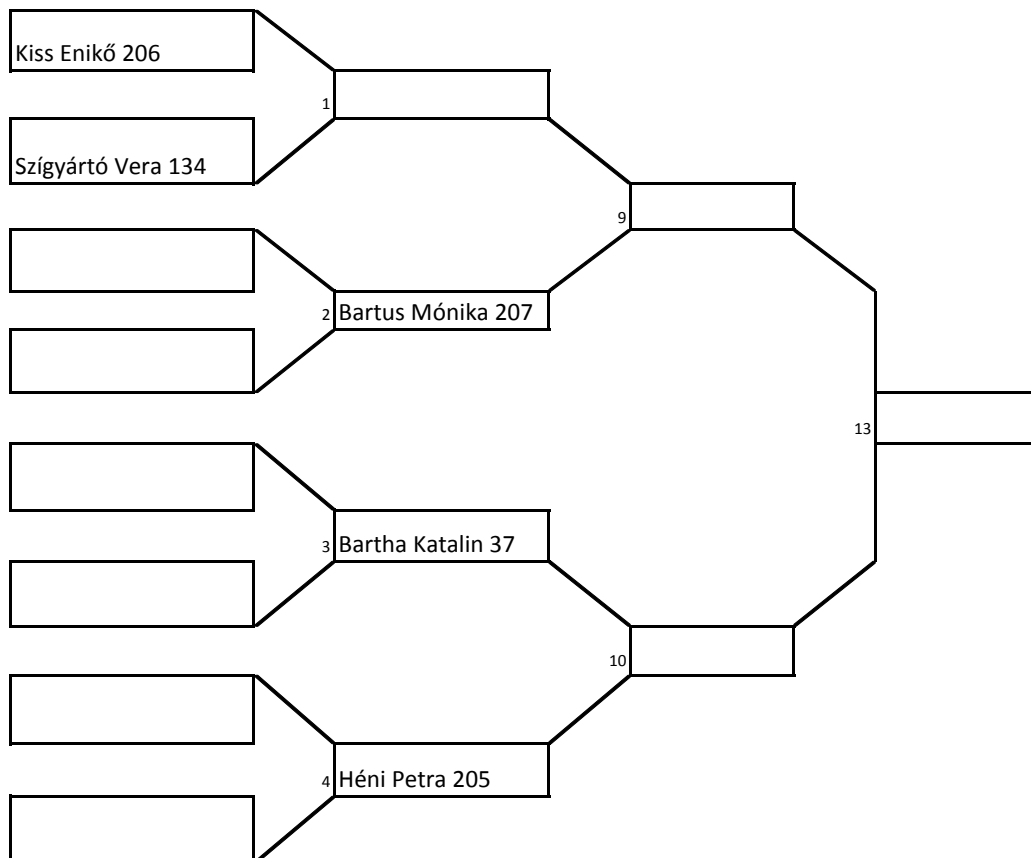 Kiss Enikő 206
1
Szígyártó Vera 134
9
2 Bartus Mónika 207
13
3 Bartha Katalin 37
10
4 Héni Petra 205